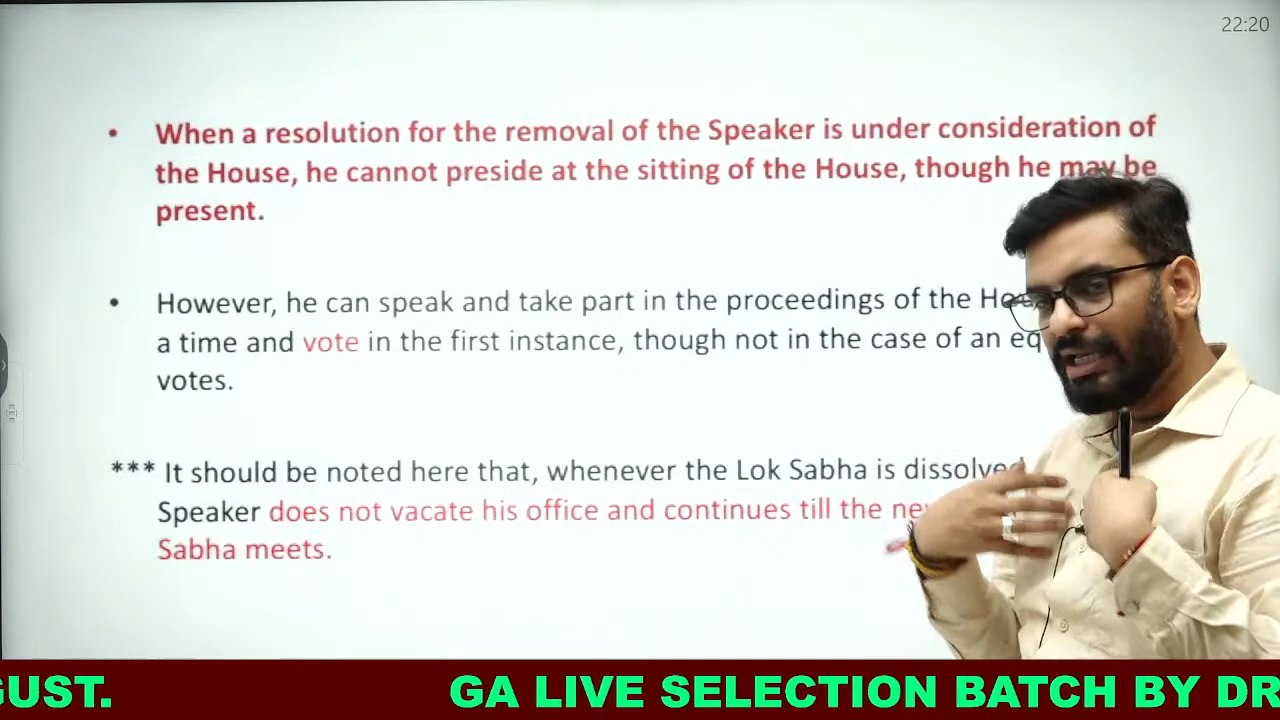 22:20
• When a resolution for the removal of the Speaker is under consideration of
the House, he cannot preside at the sitting of the House, though he may be
present.
• However, he can speak and take part in the proceedings of the
a time and vote in the first instance, though not in the case of an
votes.
*** It should be noted here that, whenever the Lok Sabha is
Speaker does not vacate his office and continues till the
Sabha meets.
GUST. GA LIVE SELECTION BATCH BY DR